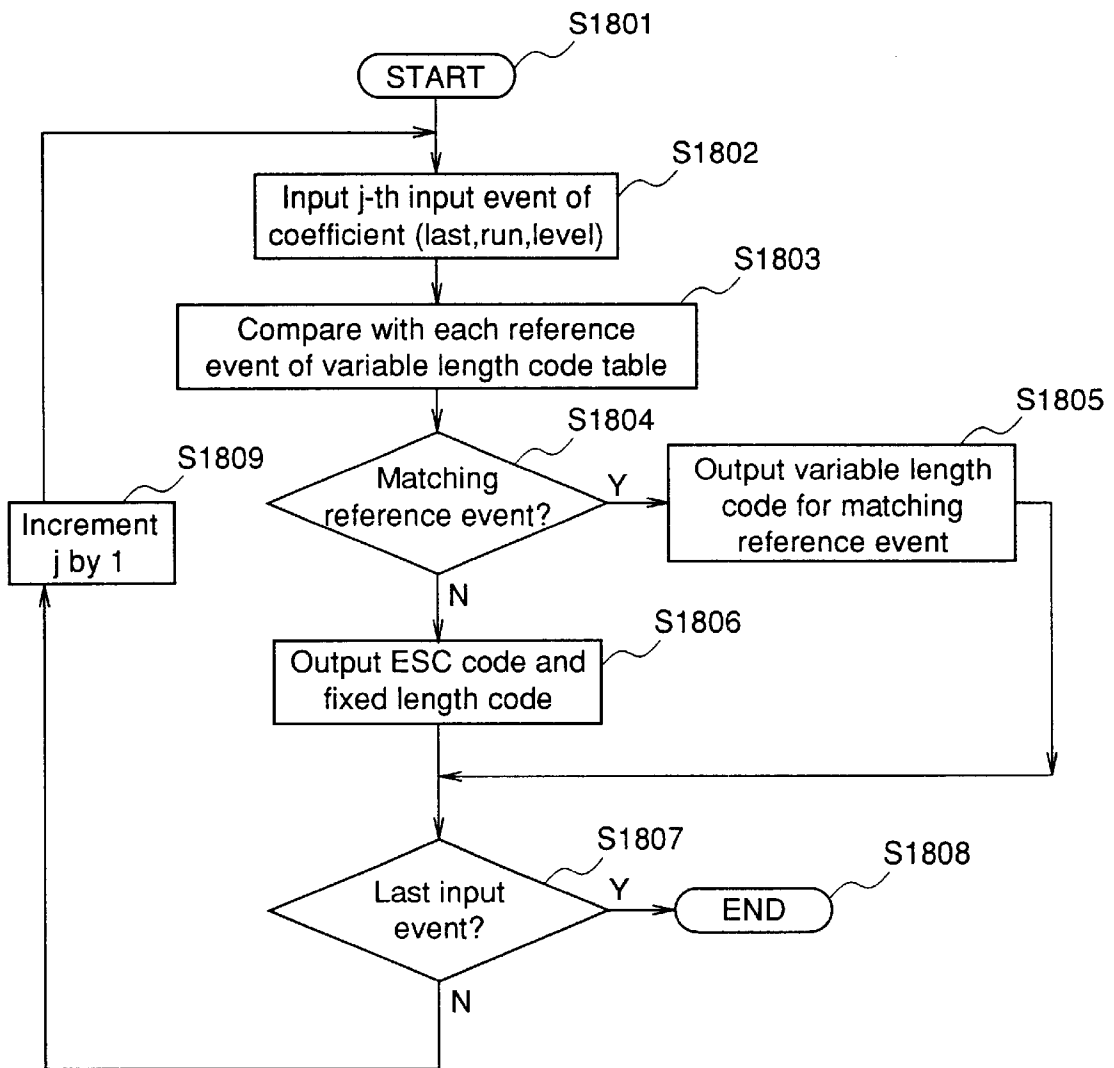 S1801
START
S1802
Input j-th input event of
coefficient (last,run,level)
S1803
Compare with each reference
event of variable length code table
S1804
Matching
reference event?
Y
N
S1805
Output variable length
code for matching
reference event
S1809
Increment
j by 1
S1806
Output ESC code and
fixed length code
S1807
Last input
event?
Y
N
S1808
END